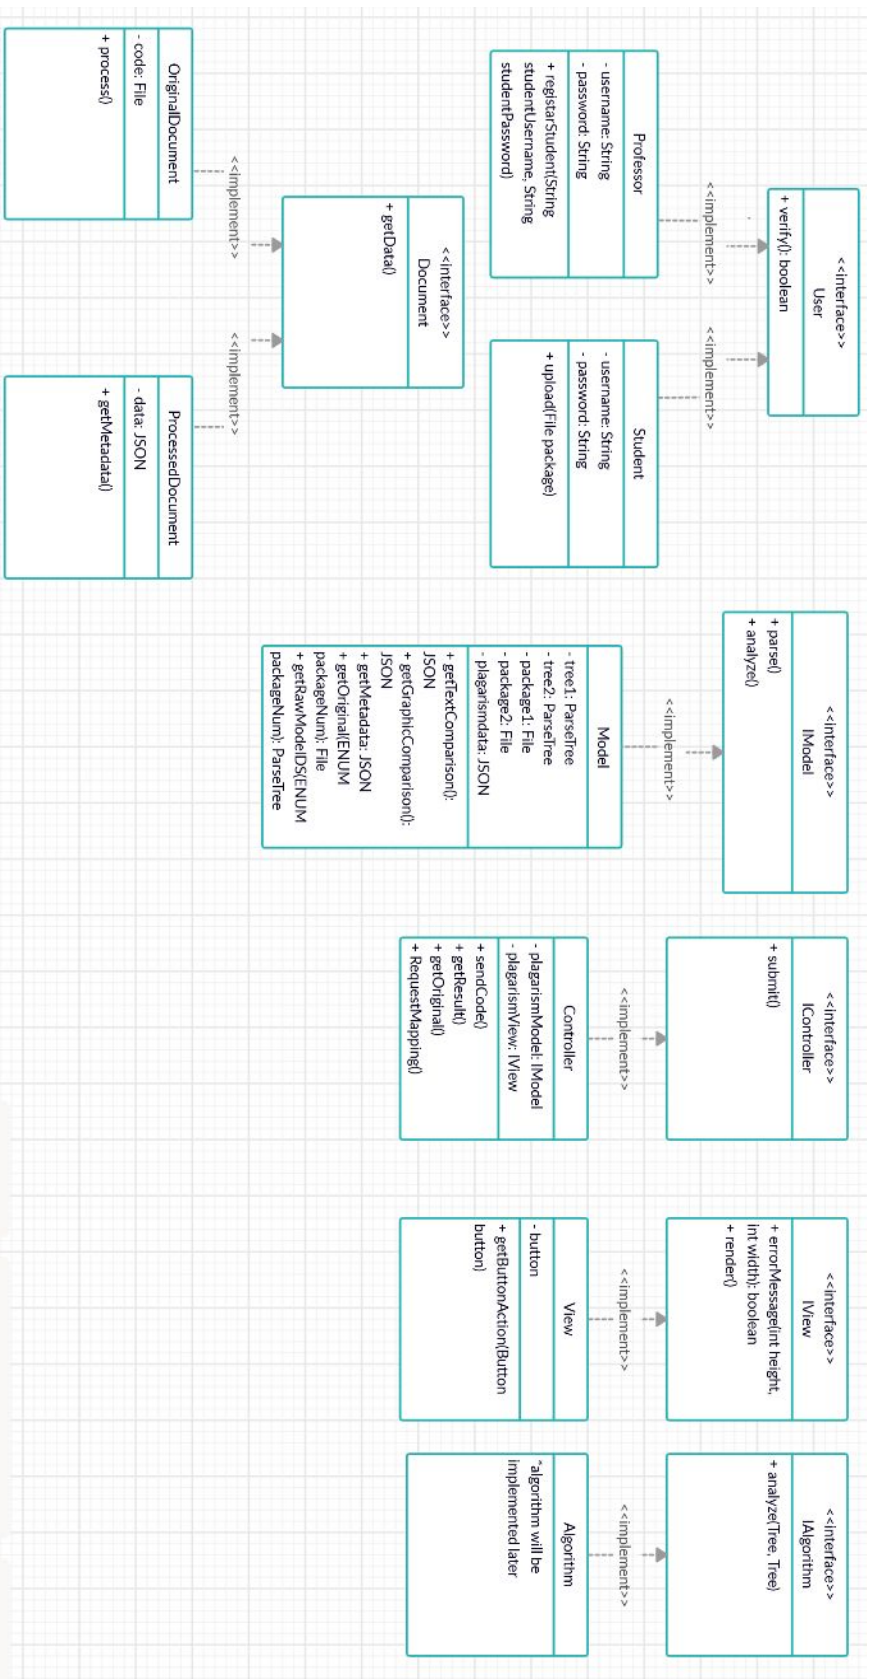 <<interface>>
User
+ verify(): boolean
<<implement>>
<<implement>>
Professor
- username: String
- password: String
+ registarStudent(String
studentUsername, String
studentPassword)
Student
- username: String
- password: String
+ upload(File package)
<<interface>>
Document
+ getData()
<<implement>>
<<implement>>
OriginalDocument
- code: File
+ process()
ProcessedDocument
- data: JSON
+ getMetadata()
<<interface>>
IModel
+ parse()
+ analyze()
<<implement>>
Model
- tree1: ParseTree
- tree2: ParseTree
- package1: File
- package2: File
- plagarismdata: JSON
+ getTextComparison():
JSON
+ getGraphicComparison():
JSON
+ getMetadata: JSON
+ getOriginal(ENUM
packageNum): File
+ getRawModelDS(ENUM
packageNum): ParseTree
<<interface>>
IController
+ submit()
<<implement>>
Controller
- plagarismModel: IModel
- plagarismView: IView
+ sendCode()
+ getResult()
+ getOriginal()
+ RequestMapping()
<<interface>>
IView
+ errorMessage(int height,
int width): boolean
+ render()
<<implement>>
View
- button
+ getButtonAction(Button
button)
<<interface>>
IAlgorithm
+ analyze(Tree, Tree)
<<implement>>
Algorithm
*algorithm will be
implemented later